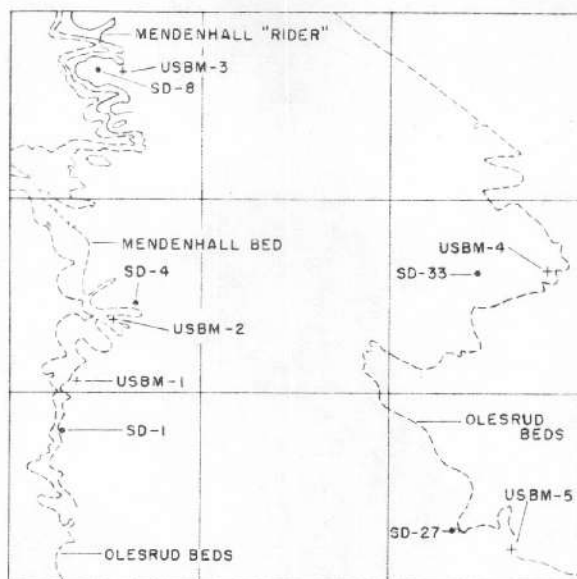 MENDENHALL "RIDER"
USBM-3
SD-8
MENDENHALL BED
SD-4
USBM-4
SD-33
USBM-2
USBM-1
SD-1
OLESRUD
BEDS
USBM-5
SD-27
OLESRUD BEDS